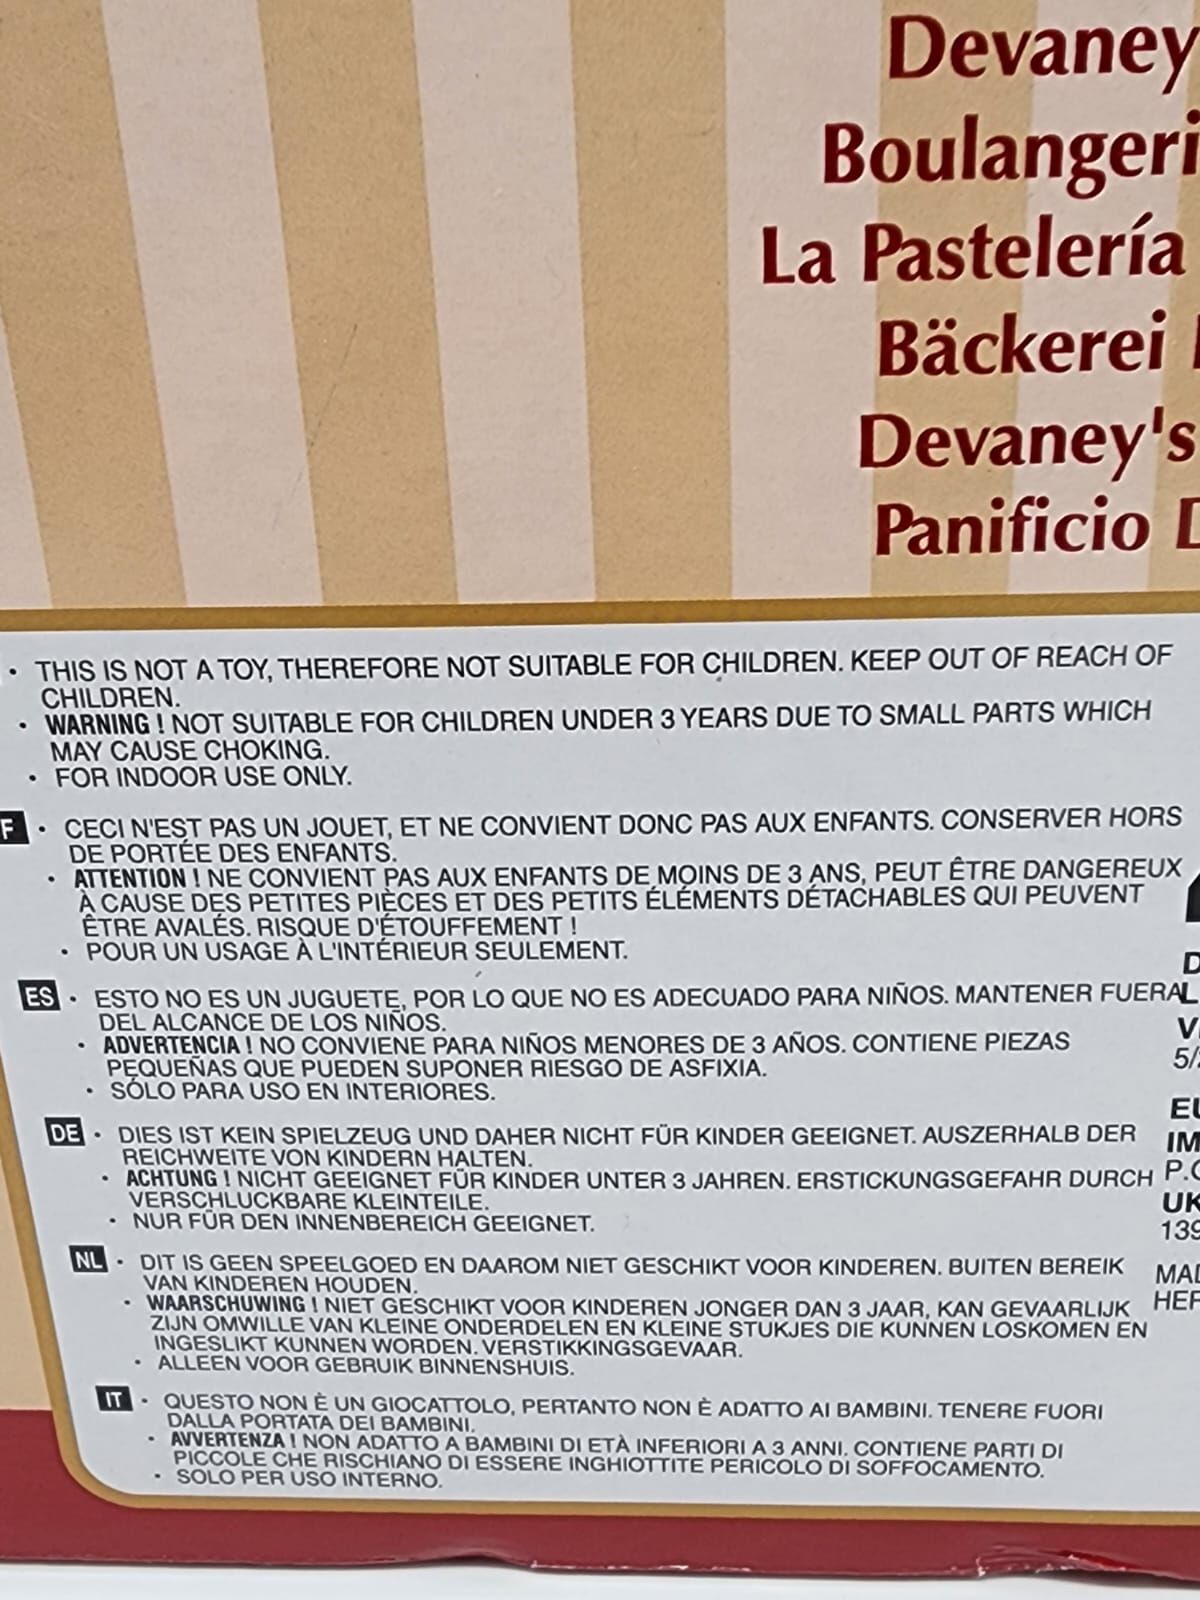 Devaney
Boulangeri
La Pastelería
Bäckerei
Devaney's
Panificio
• THIS IS NOT A TOY, THEREFORE NOT SUITABLE FOR CHILDREN. KEEP OUT OF REACH OF
CHILDREN.
• WARNING ! NOT SUITABLE FOR CHILDREN UNDER 3 YEARS DUE TO SMALL PARTS WHICH
MAY CAUSE CHOKING.
• FOR INDOOR USE ONLY.
F • CECI N'EST PAS UN JOUET, ET NE CONVIENT DONC PAS AUX ENFANTS. CONSERVER HORS
DE PORTÉE DES ENFANTS.
• ATTENTION ! NE CONVIENT PAS AUX ENFANTS DE MOINS DE 3 ANS, PEUT ÊTRE DANGEREUX
À CAUSE DES PETITES PIÈCES ET DES PETITS ÉLÉMENTS DÉTACHABLES QUI PEUVENT
ÊTRE AVALÉS. RISQUE D'ÉTOUFFEMENT !
• POUR UN USAGE À L'INTÉRIEUR SEULEMENT.
ES • ESTO NO ES UN JUGUETE, POR LO QUE NO ES ADECUADO PARA NIÑOS. MANTENER FUERA
DEL ALCANCE DE LOS NIÑOS.
• ADVERTENCIA ! NO CONVIENE PARA NIÑOS MENORES DE 3 AÑOS. CONTIENE PIEZAS
PEQUEÑAS QUE PUEDEN SUPONER RIESGO DE ASFIXIA.
• SÓLO PARA USO EN INTERIORES.
DE • DIES IST KEIN SPIELZEUG UND DAHER NICHT FÜR KINDER GEEIGNET. AUSZERHALB DER
REICHWEITE VON KINDERN HALTEN.
• ACHTUNG ! NICHT GEEIGNET FÜR KINDER UNTER 3 JAHREN. ERSTICKUNGSGEFAHR DURCH
VERSCHLUCKBARE KLEINTEILE.
• NUR FÜR DEN INNENBEREICH GEEIGNET.
NL • DIT IS GEEN SPEELGOED EN DAAROM NIET GESCHIKT VOOR KINDEREN. BUITEN BEREIK
VAN KINDEREN HOUDEN.
• WAARSCHUWING ! NIET GESCHIKT VOOR KINDEREN JONGER DAN 3 JAAR, KAN GEVAARLIJK
ZIJN OMWILLE VAN KLEINE ONDERDELEN EN KLEINE STUKJES DIE KUNNEN LOSKOMEN EN
INGESLIKT KUNNEN WORDEN. VERSTIKKINGSGEVAAR.
• ALLEEN VOOR GEBRUIK BINNENSHUIS.
IT • QUESTO NON È UN GIOCATTOLO, PERTANTO NON È ADATTO AI BAMBINI. TENERE FUORI
DALLA PORTATA DEI BAMBINI.
• AVVERTENZA ! NON ADATTO A BAMBINI DI ETÀ INFERIORI A 3 ANNI. CONTIENE PARTI DI
PICCOLE CHE RISCHIANO DI ESSERE INGHIOTTITE PERICOLO DI SOFFOCAMENTO.
• SOLO PER USO INTERNO.
D
L
V
5/
EU
IM
P.O
UK
139
MAD
HER